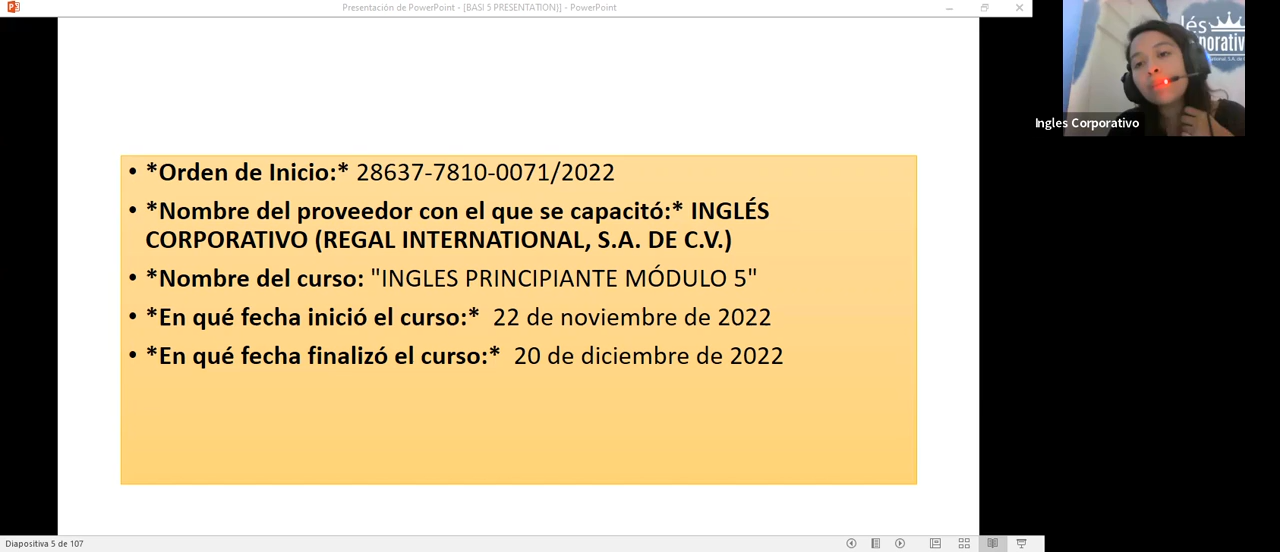 Presentación de PowerPoint - [BASI 5 PRESENTATION)] - PowerPoint
• *Orden de Inicio:* 28637-7810-0071/2022
• *Nombre del proveedor con el que se capacitó:* INGLÉS
CORPORATIVO (REGAL INTERNATIONAL, S.A. DE C.V.)
• *Nombre del curso: "INGLES PRINCIPIANTE MÓDULO 5"
• *En qué fecha inició el curso:* 22 de noviembre de 2022
• *En qué fecha finalizó el curso:* 20 de diciembre de 2022
Ingles Corporativo
Diapositiva 5 de 107